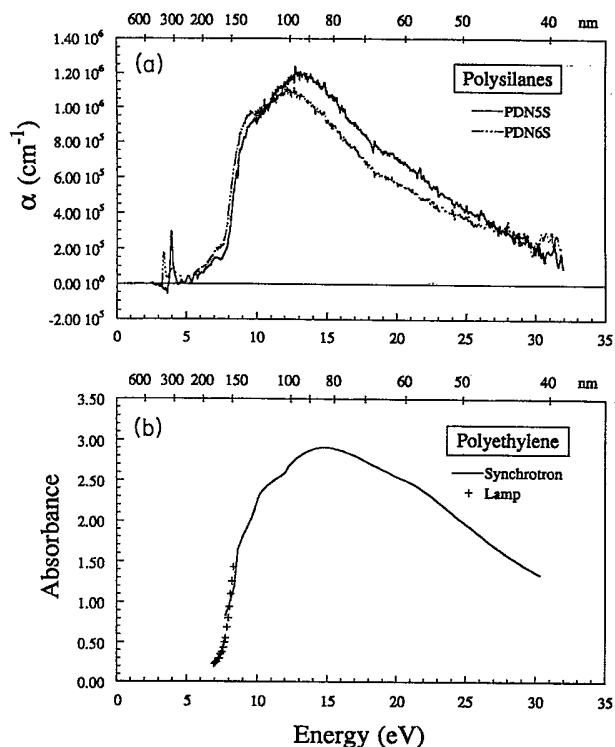 600 300 200 150 100 80 60 50 40 nm
(a)
Polysilanes
PDN5S
PDN6S
α (cm⁻¹)
1.40 10⁶
1.20 10⁶
1.00 10⁶
8.00 10⁵
6.00 10⁵
4.00 10⁵
2.00 10⁵
0.00 10⁰
-2.00 10⁵
0 5 10 15 20 25 30 35
600 300 200 150 100 80 60 50 40 nm
(b)
Polyethylene
Synchrotron
Lamp
Absorbance
3.50
3.00
2.50
2.00
1.50
1.00
0.50
0.00
0 5 10 15 20 25 30 35
Energy (eV)